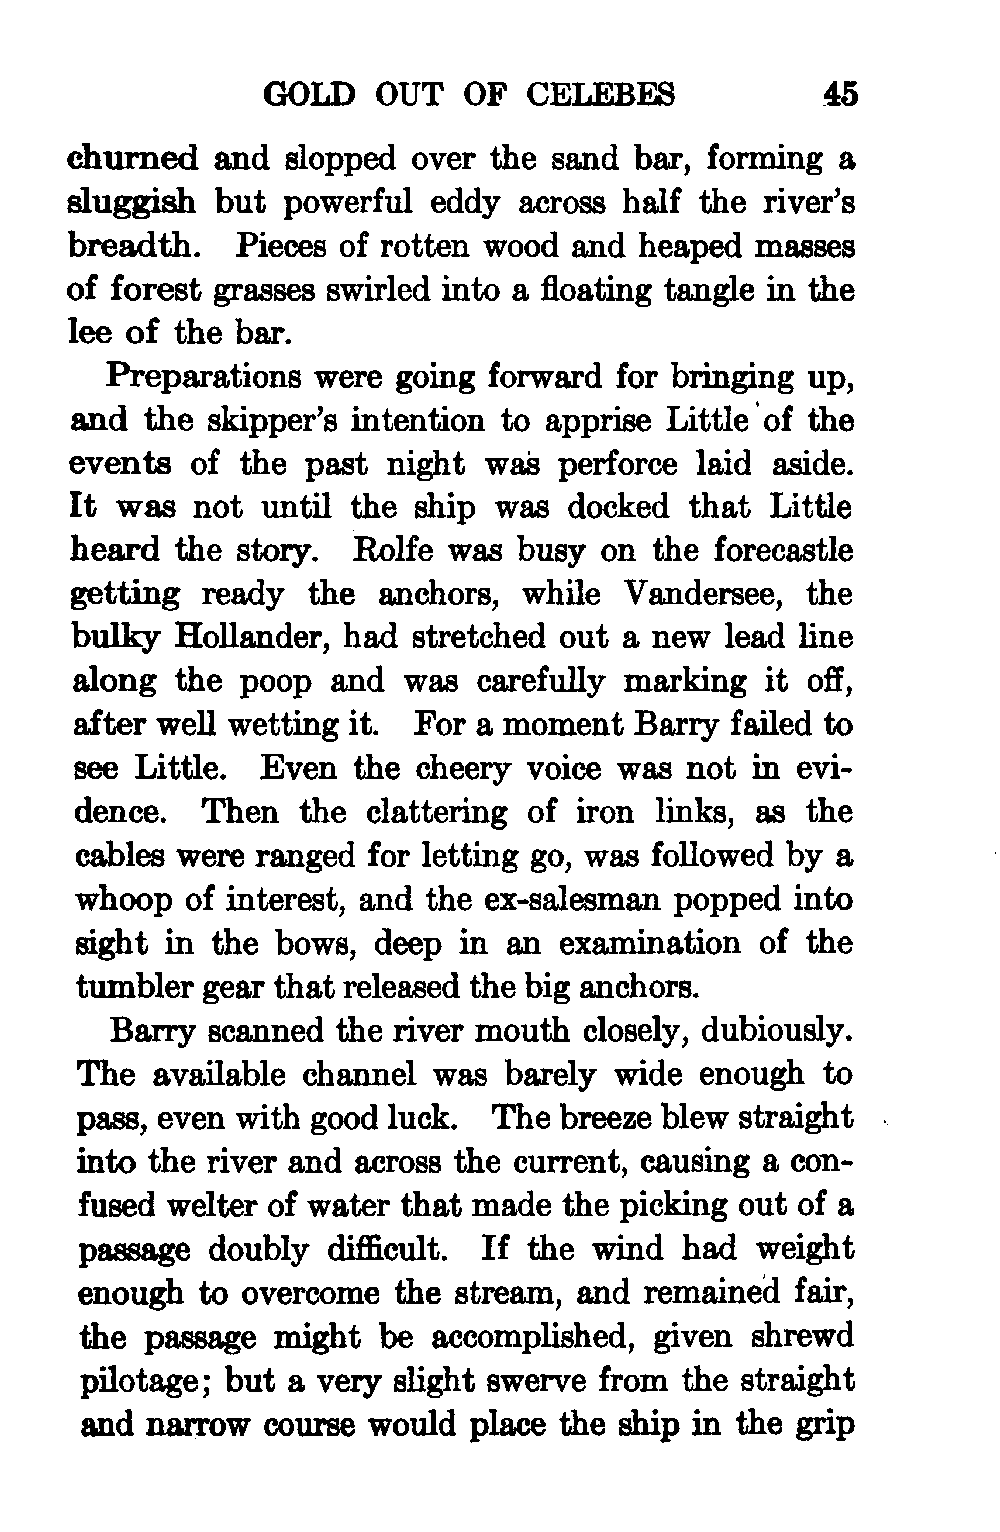 GOLD OUT OF CELEBES 45
churned and slopped over the sand bar, forming a
sluggish but powerful eddy across half the river's
breadth. Pieces of rotten wood and heaped masses
of forest grasses swirled into a floating tangle in the
lee of the bar.
Preparations were going forward for bringing up,
and the skipper's intention to apprise Little of the
events of the past night was perforce laid aside.
It was not until the ship was docked that Little
heard the story. Rolfe was busy on the forecastle
getting ready the anchors, while Vandersee, the
bulky Hollander, had stretched out a new lead line
along the poop and was carefully marking it off,
after well wetting it. For a moment Barry failed to
see Little. Even the cheery voice was not in evi-
dence. Then the clattering of iron links, as the
cables were ranged for letting go, was followed by a
whoop of interest, and the ex-salesman popped into
sight in the bows, deep in an examination of the
tumbler gear that released the big anchors.
Barry scanned the river mouth closely, dubiously.
The available channel was barely wide enough to
pass, even with good luck. The breeze blew straight
into the river and across the current, causing a con-
fused welter of water that made the picking out of a
passage doubly difficult. If the wind had weight
enough to overcome the stream, and remained fair,
the passage might be accomplished, given shrewd
pilotage; but a very slight swerve from the straight
and narrow course would place the ship in the grip